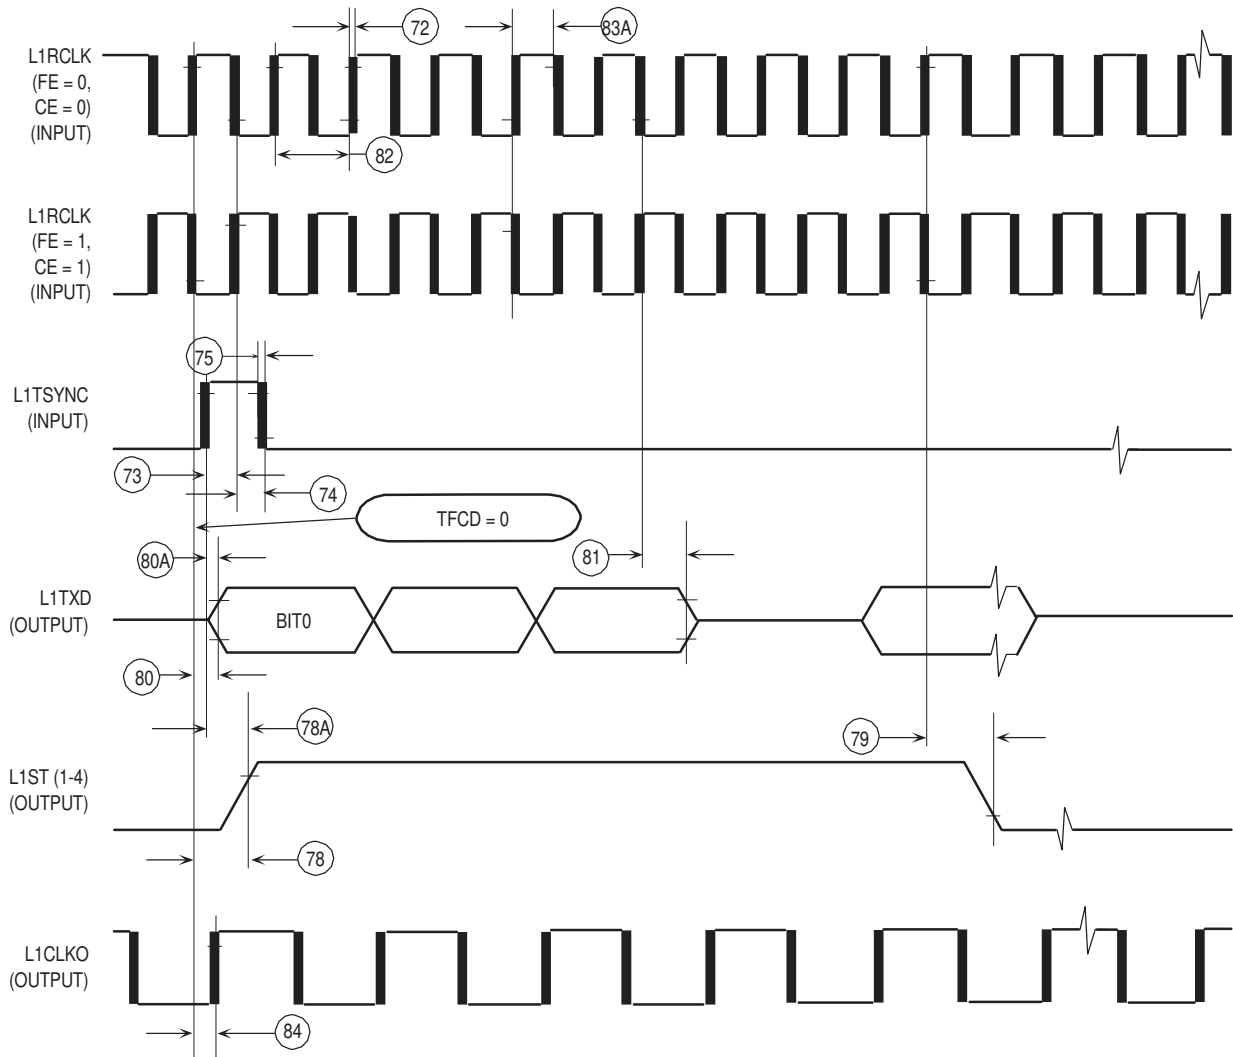 72
83A
L1RCLK
(FE = 0,
CE = 0)
(INPUT)
82
L1RCLK
(FE = 1,
CE = 1)
(INPUT)
75
L1TSYNC
(INPUT)
73
74
TFCD = 0
80A
81
L1TXD
(OUTPUT)
BIT0
80
78A
79
L1ST (1-4)
(OUTPUT)
78
L1CLKO
(OUTPUT)
84